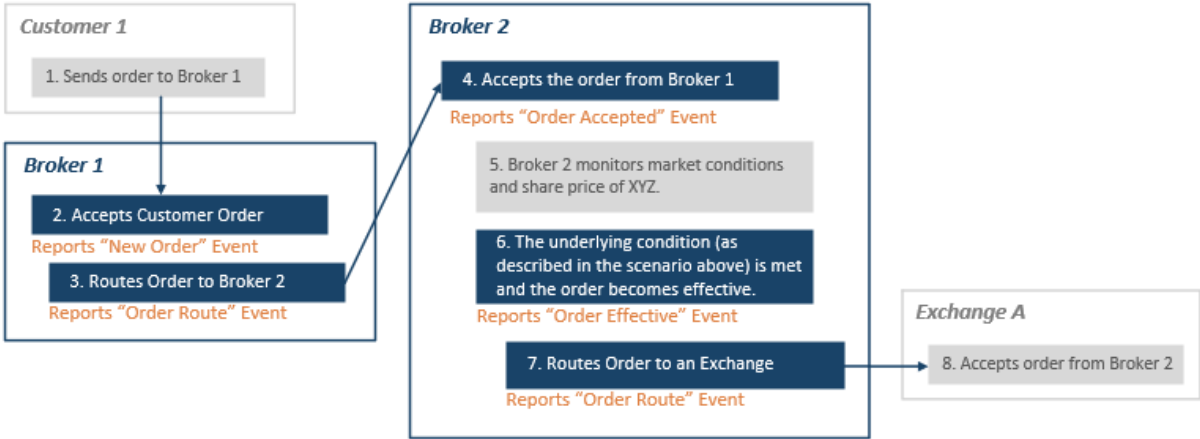 Customer 1
1. Sends order to Broker 1
Broker 1
2. Accepts Customer Order
Reports “New Order” Event
3. Routes Order to Broker 2
Reports “Order Route” Event
Broker 2
4. Accepts the order from Broker 1
Reports “Order Accepted” Event
5. Broker 2 monitors market conditions
and share price of XYZ.
6. The underlying condition (as
described in the scenario above) is met
and the order becomes effective.
Reports “Order Effective” Event
7. Routes Order to an Exchange
Reports “Order Route” Event
Exchange A
8. Accepts order from Broker 2